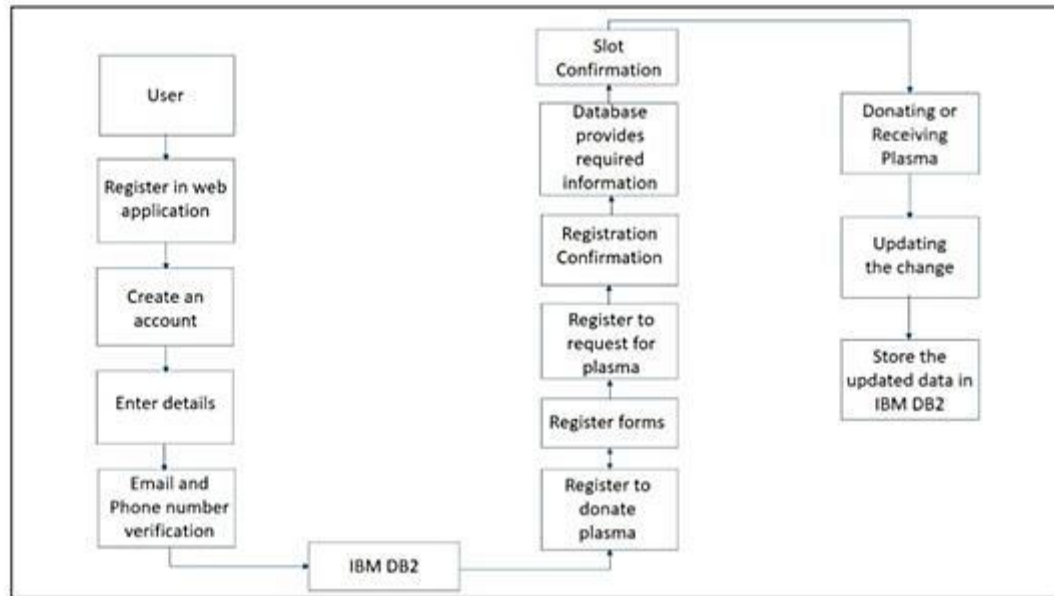 User
Register in web
application
Create an
account
Enter details
Email and
Phone number
verification
IBM DB2
Register to
donate
plasma
Register forms
Register to
request for
plasma
Registration
Confirmation
Database
provides
required
information
Slot
Confirmation
Donating or
Receiving
Plasma
Updating
the change
Store the
updated data in
IBM DB2